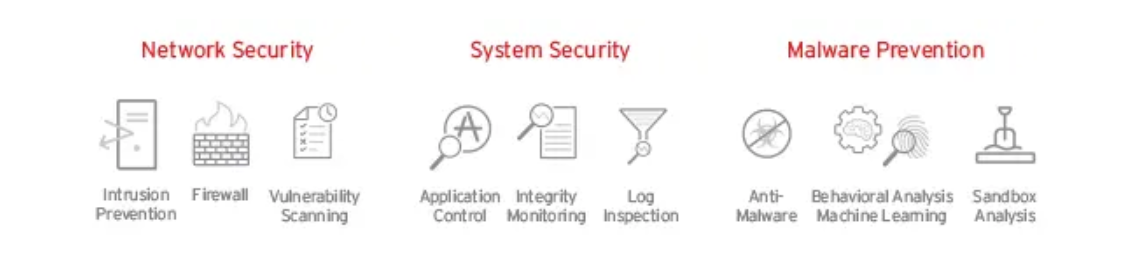 Network Security
System Security
Malware Prevention
Intrusion
Prevention
Firewall
Vulnerability
Scanning
Application
Control
Integrity
Monitoring
Log
Inspection
Anti-
Malware
Behavioral Analysis
Machine Learning
Sandbox
Analysis